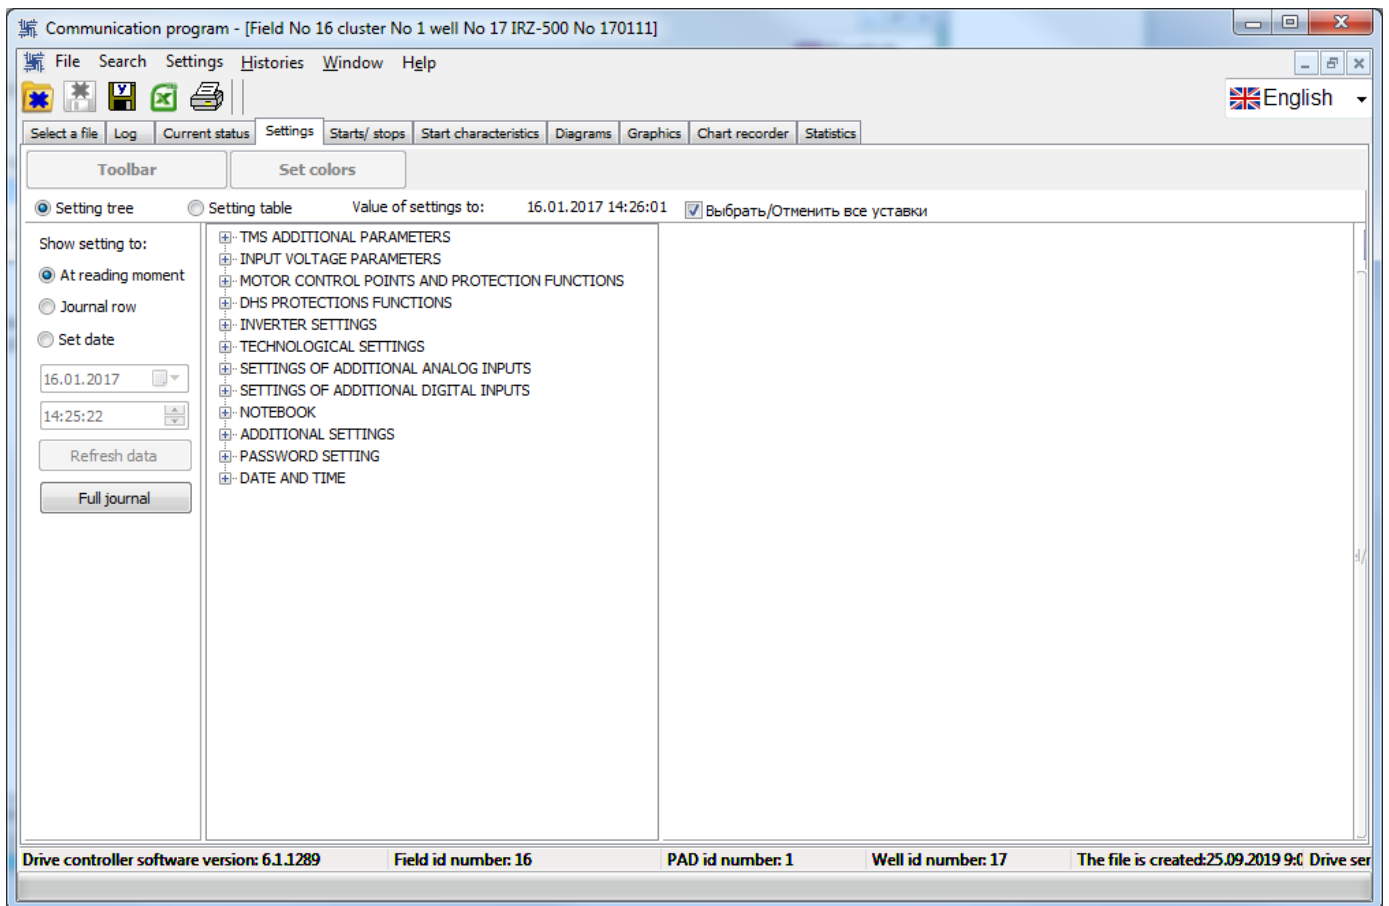 Communication program - [Field No 16 cluster No 1 well No 17 IRZ-500 No 170111]
File Search Settings Histories Window Help
English
Select a file Log Current status Settings Starts/ stops Start characteristics Diagrams Graphics Chart recorder Statistics
Toolbar Set colors
Setting tree Setting table Value of settings to: 16.01.2017 14:26:01 Выбрать/Отменить все уставки
Show setting to:
At reading moment
Journal row
Set date
16.01.2017
14:25:22
Refresh data
Full journal
TMS ADDITIONAL PARAMETERS
INPUT VOLTAGE PARAMETERS
MOTOR CONTROL POINTS AND PROTECTION FUNCTIONS
DHS PROTECTIONS FUNCTIONS
INVERTER SETTINGS
TECHNOLOGICAL SETTINGS
SETTINGS OF ADDITIONAL ANALOG INPUTS
SETTINGS OF ADDITIONAL DIGITAL INPUTS
NOTEBOOK
ADDITIONAL SETTINGS
PASSWORD SETTING
DATE AND TIME
Drive controller software version: 6.1.1289 Field id number: 16 PAD id number: 1 Well id number: 17 The file is created:25.09.2019 Drive